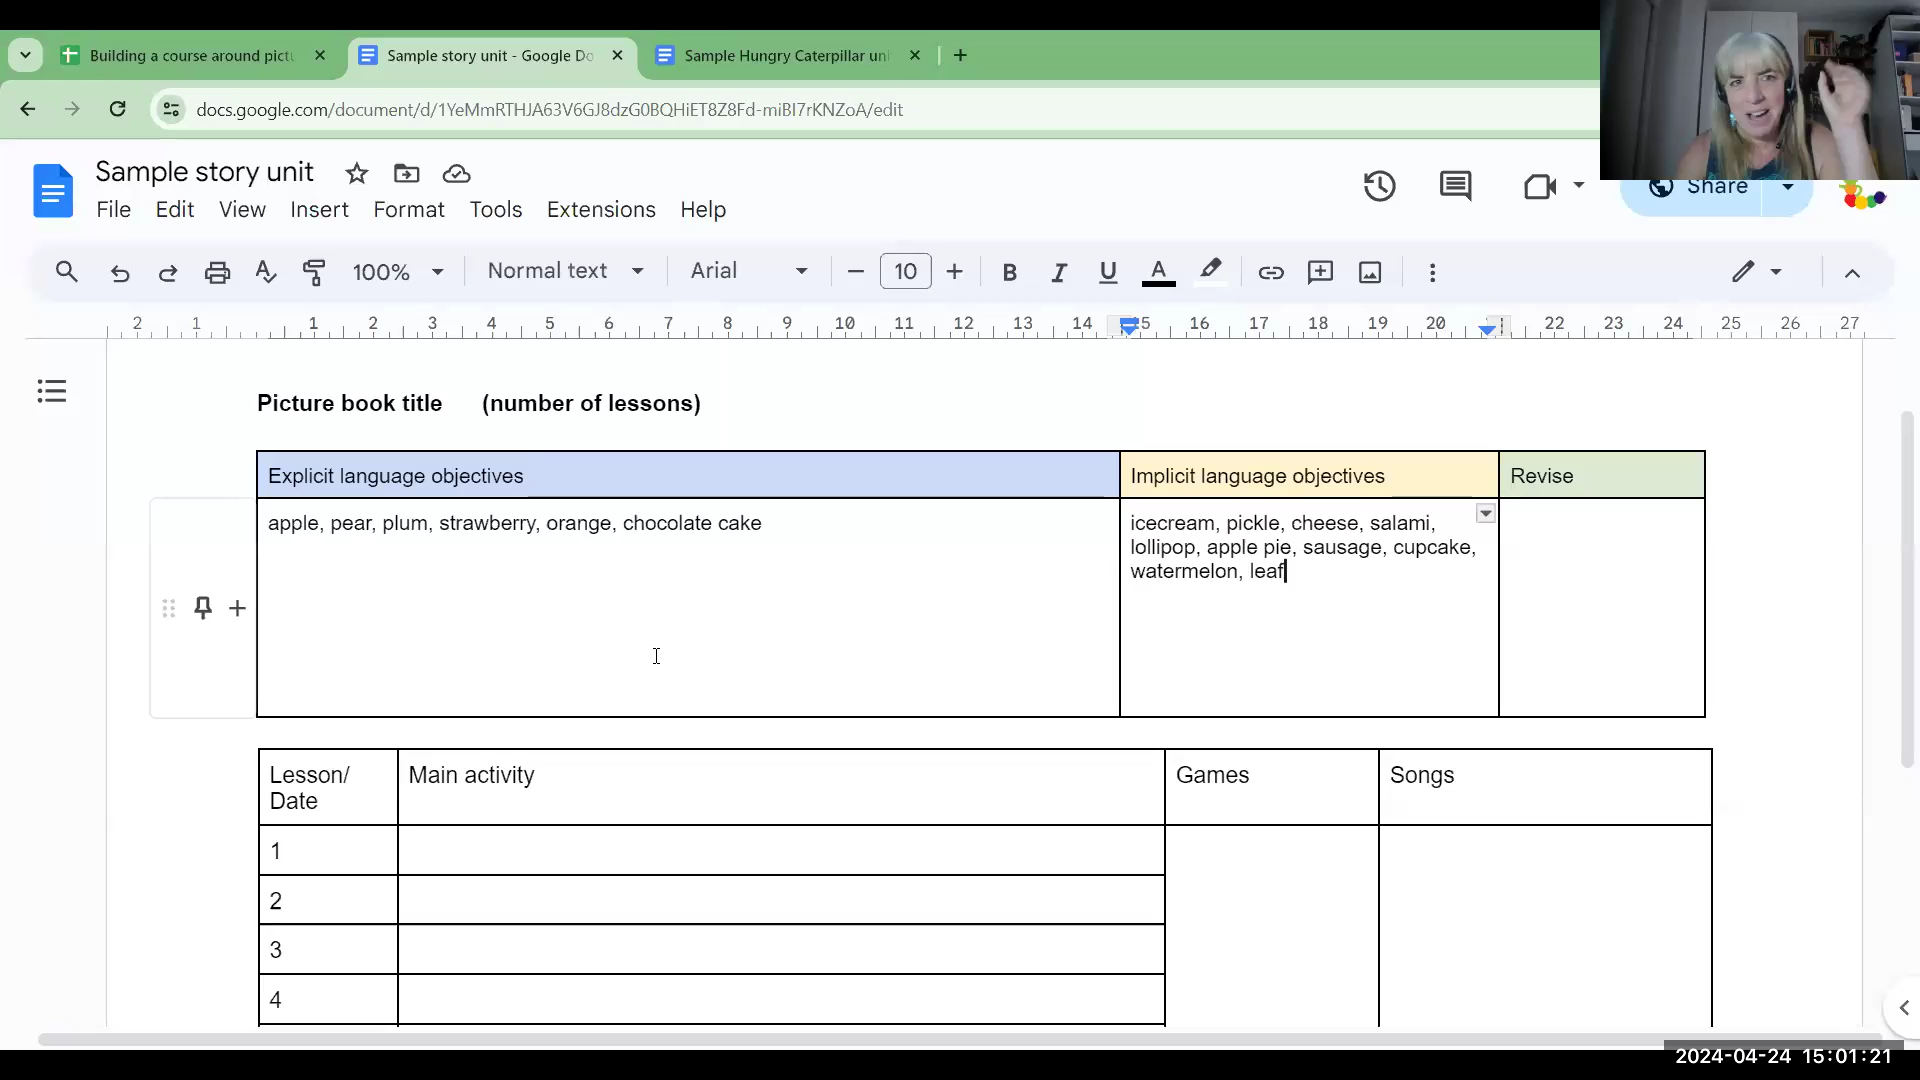 Building a course around pict
Sample story unit - Google Do
Sample Hungry Caterpillar uni
docs.google.com/document/d/1YeMmRTHJA63V6GJ8dzG0BQHiET8Z8Fd-miBI7rKNZoA/edit
Sample story unit
File Edit View Insert Format Tools Extensions Help
Share
100% Normal text Arial 10 B I U A
2 1 1 2 3 4 5 6 7 8 9 10 11 12 13 14 15 16 17 18 19 20 22 23 24 25 26 27
Picture book title (number of lessons)
Explicit language objectives
Implicit language objectives
Revise
apple, pear, plum, strawberry, orange, chocolate cake
icecream, pickle, cheese, salami,
lollipop, apple pie, sausage, cupcake,
watermelon, leaf
Lesson/
Date
Main activity
Games
Songs
1
2
3
4
2024-04-24 15:01:21